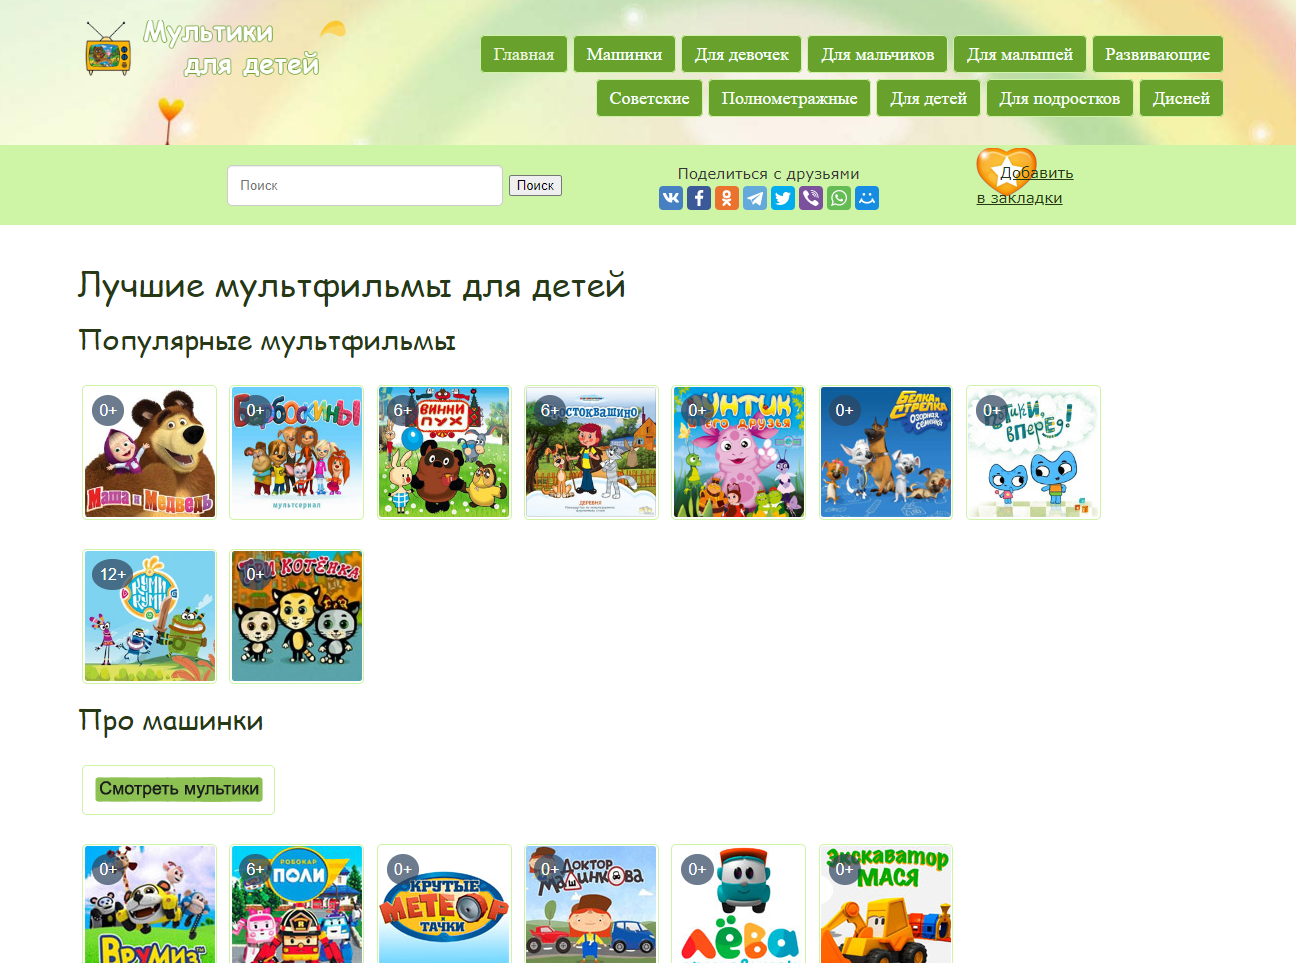 Мультики
для детей
Главная Машинки Для девочек Для мальчиков Для малышей Развивающие
Советские Полнометражные Для детей Для подростков Дисней
Поиск Поиск
Поделиться с друзьями
Добавить
в закладки
Лучшие мультфильмы для детей
Популярные мультфильмы
0+ 0+ 6+ 6+ 0+ 0+ 0+
Маша и Медведь
Барбоскины
мультсериал
ВИННИ
ПУХ
ПРОСТОКВАШИНО
ДЕРЕВНЯ
ЛУНТИК
и его друзья
БЕЛКА и
СТРЕЛКА
ОЗОРНАЯ
СЕМЕЙКА
Котики,
вперед!
12+ 0+
КУМИ
КУМИ
ТРИ КОТЁНКА
Про машинки
Смотреть мультики
0+ 6+ 0+ 0+ 0+ 0+
ВРУМИЗ
РОБОКАР
ПОЛИ
КРУТЫЕ
МЕТЕОР
и
ТАЧКИ
Доктор
Машинкова
лёва
Экскаватор
МАСЯ